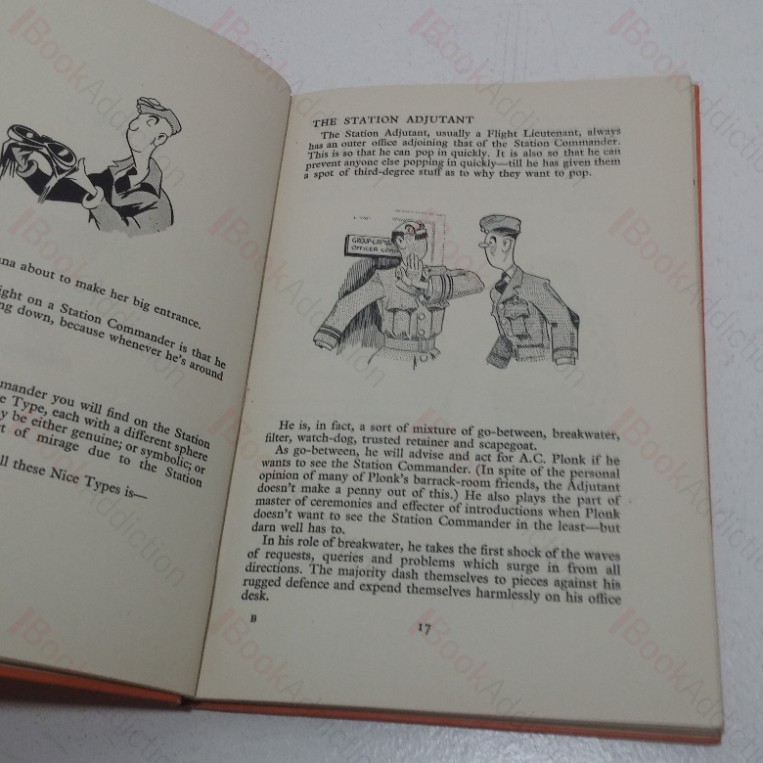 na about to make her big entrance.
ight on a Station Commander is that he
ng down, because whenever he's around
mander you will find on the Station
e Type, each with a different sphere
y be either genuine; or symbolic; or
t of mirage due to the Station
ll these Nice Types is—
THE STATION ADJUTANT
The Station Adjutant, usually a Flight Lieutenant, always
has an outer office adjoining that of the Station Commander.
This is so that he can pop in quickly. It is also so that he can
prevent anyone else popping in quickly—till he has given them
a spot of third-degree stuff as to why they want to pop.
GROUP-CAP
OFFICER COM
He is, in fact, a sort of mixture of go-between, breakwater,
filter, watch-dog, trusted retainer and scapegoat.
As go-between, he will advise and act for A.C. Plonk if he
wants to see the Station Commander. (In spite of the personal
opinion of many of Plonk's barrack-room friends, the Adjutant
doesn't make a penny out of this.) He also plays the part of
master of ceremonies and effecter of introductions when Plonk
doesn't want to see the Station Commander in the least—but
darn well has to.
In his role of breakwater, he takes the first shock of the waves
of requests, queries and problems which surge in from all
directions. The majority dash themselves to pieces against his
rugged defence and expend themselves harmlessly on his office
desk.
B
17
BookAddiction